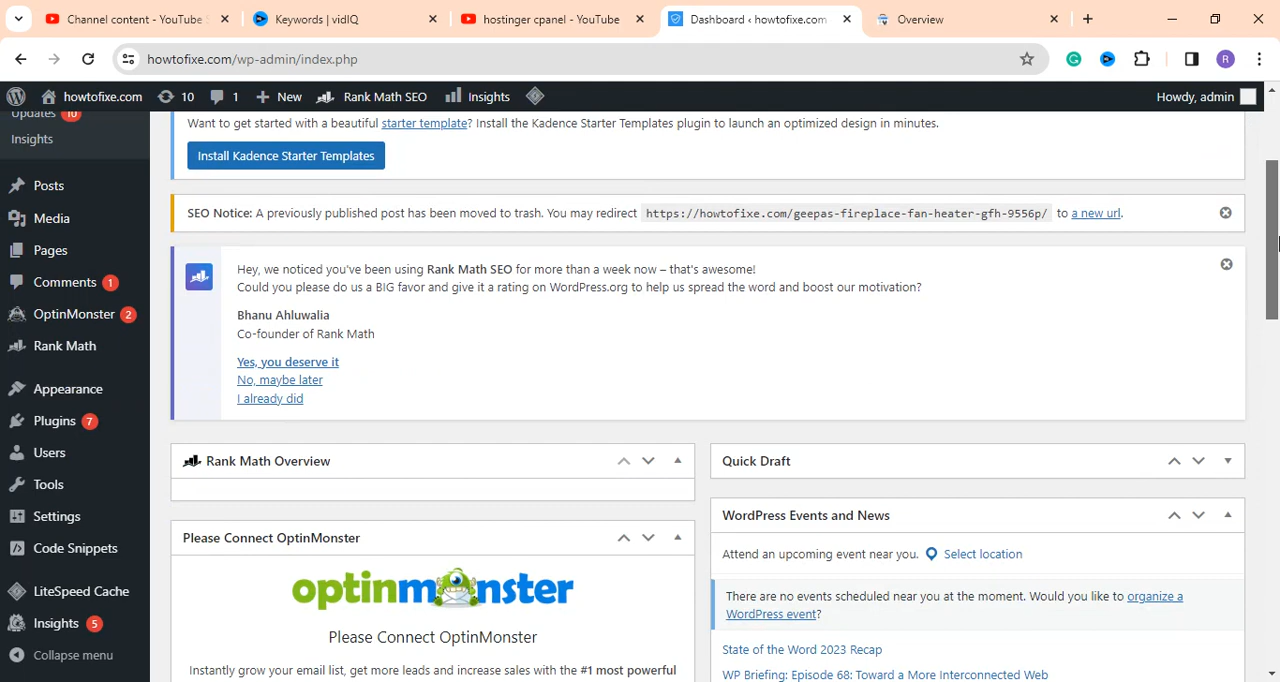 Channel content - YouTube S
Keywords | vidIQ
hostinger cpanel - YouTube
Dashboard ‹ howtofixe.com —
Overview
howtofixe.com/wp-admin/index.php
R
howtofixe.com
10
1
New
Rank Math SEO
Insights
Howdy, admin
Updates 10
Insights
Posts
Media
Pages
Comments 1
OptinMonster 2
Rank Math
Appearance
Plugins 7
Users
Tools
Settings
Code Snippets
LiteSpeed Cache
Insights 5
Collapse menu
Want to get started with a beautiful starter template? Install the Kadence Starter Templates plugin to launch an optimized design in minutes.
Install Kadence Starter Templates
SEO Notice: A previously published post has been moved to trash. You may redirect https://howtofixe.com/geepas-fireplace-fan-heater-gfh-9556p/ to a new url.
Hey, we noticed you've been using Rank Math SEO for more than a week now – that's awesome!
Could you please do us a BIG favor and give it a rating on WordPress.org to help us spread the word and boost our motivation?
Bhanu Ahluwalia
Co-founder of Rank Math
Yes, you deserve it
No, maybe later
I already did
Rank Math Overview
Please Connect OptinMonster
optinmonster
Please Connect OptinMonster
Instantly grow your email list, get more leads and increase sales with the #1 most powerful
Quick Draft
WordPress Events and News
Attend an upcoming event near you. Select location
There are no events scheduled near you at the moment. Would you like to organize a
WordPress event?
State of the Word 2023 Recap
WP Briefing: Episode 68: Toward a More Interconnected Web